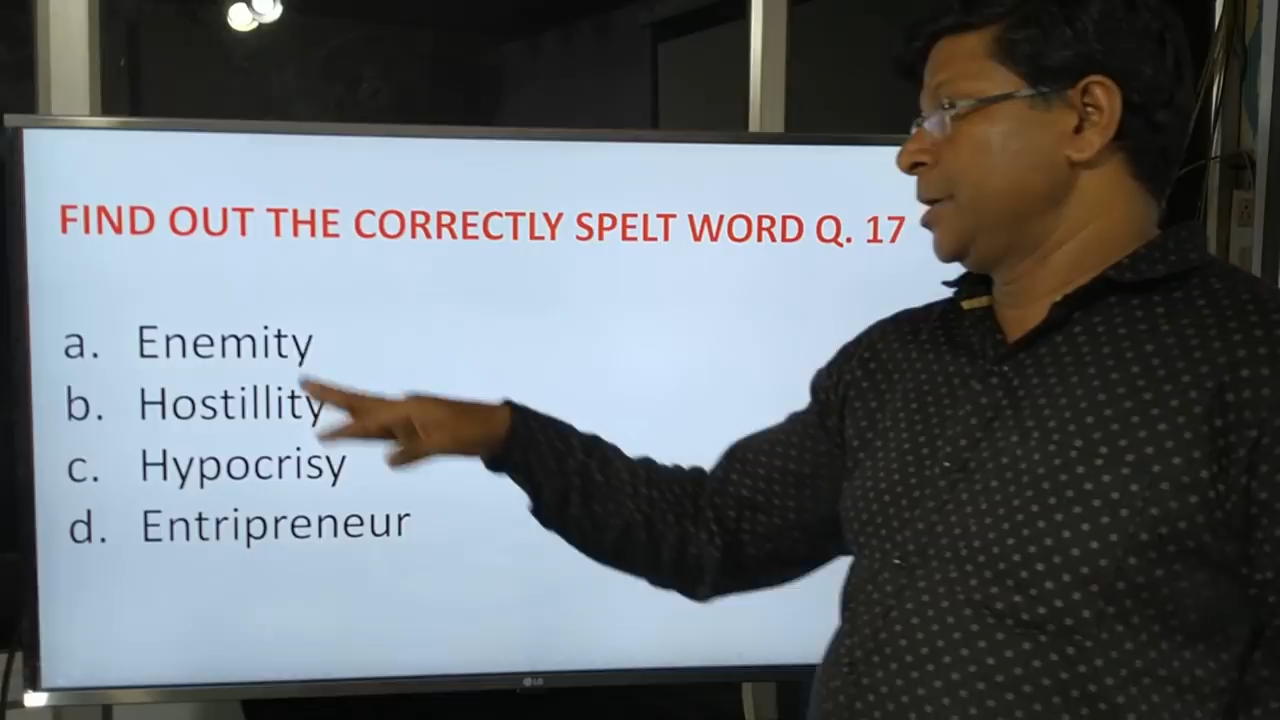 FIND OUT THE CORRECTLY SPELT WORD Q. 17
a. Enemity
b. Hostillity
c. Hypocrisy
d. Entripreneur
LG